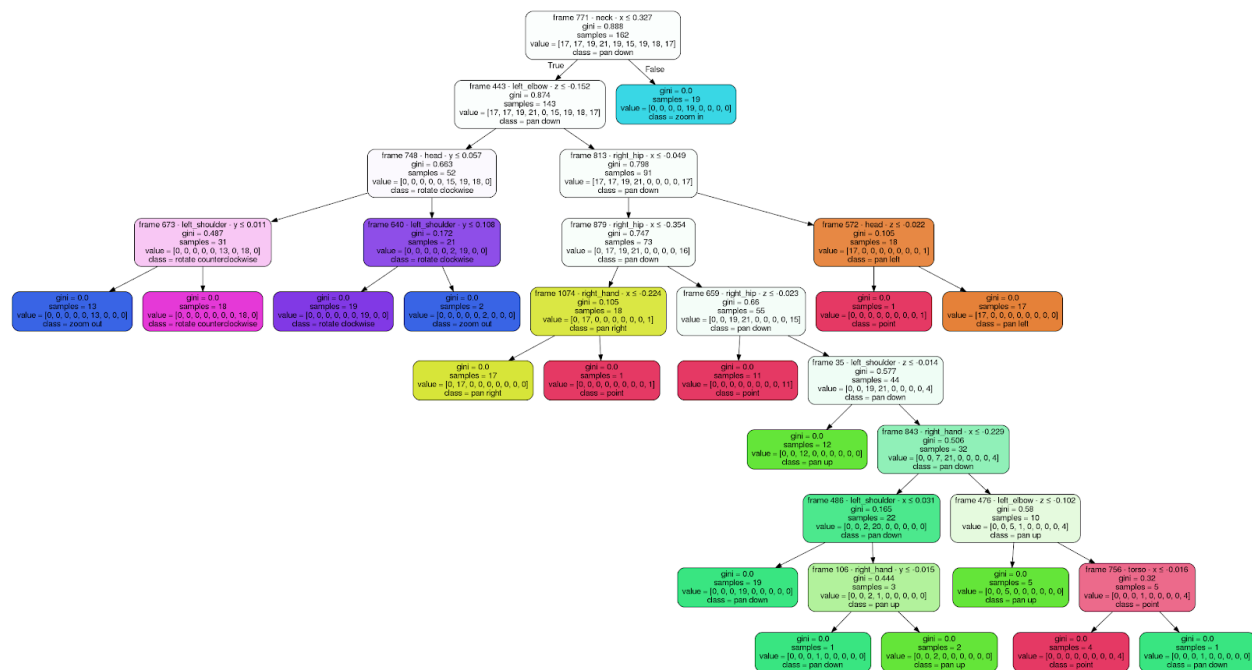 frame 771 - neck - x ≤ 0.327
gini = 0.888
samples = 162
value = [17, 17, 19, 21, 19, 15, 19, 18, 17]
class = pan down
True
False
frame 443 - left_elbow - z ≤ -0.152
gini = 0.874
samples = 143
value = [17, 17, 19, 21, 0, 15, 19, 18, 17]
class = pan down
gini = 0.0
samples = 19
value = [0, 0, 0, 0, 19, 0, 0, 0, 0]
class = zoom in
frame 748 - head - y ≤ 0.057
gini = 0.663
samples = 52
value = [0, 0, 0, 0, 0, 15, 19, 18, 0]
class = rotate clockwise
frame 813 - right_hip - x ≤ -0.049
gini = 0.798
samples = 91
value = [17, 17, 19, 21, 0, 0, 0, 0, 17]
class = pan down
frame 673 - left_shoulder - y ≤ 0.011
gini = 0.487
samples = 31
value = [0, 0, 0, 0, 0, 13, 0, 18, 0]
class = rotate counterclockwise
frame 640 - left_shoulder - y ≤ 0.108
gini = 0.172
samples = 21
value = [0, 0, 0, 0, 0, 2, 19, 0, 0]
class = rotate clockwise
frame 879 - right_hip - x ≤ -0.354
gini = 0.747
samples = 73
value = [0, 17, 19, 21, 0, 0, 0, 0, 16]
class = pan down
frame 572 - head - z ≤ -0.022
gini = 0.105
samples = 18
value = [17, 0, 0, 0, 0, 0, 0, 0, 1]
class = pan left
gini = 0.0
samples = 13
value = [0, 0, 0, 0, 0, 13, 0, 0, 0]
class = zoom out
gini = 0.0
samples = 18
value = [0, 0, 0, 0, 0, 0, 0, 18, 0]
class = rotate counterclockwise
gini = 0.0
samples = 19
value = [0, 0, 0, 0, 0, 0, 19, 0, 0]
class = rotate clockwise
gini = 0.0
samples = 2
value = [0, 0, 0, 0, 0, 2, 0, 0, 0]
class = zoom out
frame 1074 - right_hand - x ≤ -0.224
gini = 0.105
samples = 18
value = [0, 17, 0, 0, 0, 0, 0, 0, 1]
class = pan right
frame 659 - right_hip - z ≤ -0.023
gini = 0.66
samples = 55
value = [0, 0, 19, 21, 0, 0, 0, 0, 15]
class = pan down
gini = 0.0
samples = 1
value = [0, 0, 0, 0, 0, 0, 0, 0, 1]
class = point
gini = 0.0
samples = 17
value = [17, 0, 0, 0, 0, 0, 0, 0, 0]
class = pan left
gini = 0.0
samples = 17
value = [0, 17, 0, 0, 0, 0, 0, 0, 0]
class = pan right
gini = 0.0
samples = 1
value = [0, 0, 0, 0, 0, 0, 0, 0, 1]
class = point
gini = 0.0
samples = 11
value = [0, 0, 0, 0, 0, 0, 0, 0, 11]
class = point
frame 35 - left_shoulder - z ≤ -0.014
gini = 0.577
samples = 44
value = [0, 0, 19, 21, 0, 0, 0, 0, 4]
class = pan down
gini = 0.0
samples = 12
value = [0, 0, 12, 0, 0, 0, 0, 0, 0]
class = pan up
frame 843 - right_hand - x ≤ -0.229
gini = 0.506
samples = 32
value = [0, 0, 7, 21, 0, 0, 0, 0, 4]
class = pan down
frame 486 - left_shoulder - x ≤ 0.031
gini = 0.165
samples = 22
value = [0, 0, 2, 20, 0, 0, 0, 0, 0]
class = pan down
frame 476 - left_elbow - z ≤ -0.102
gini = 0.58
samples = 10
value = [0, 0, 5, 1, 0, 0, 0, 0, 4]
class = pan up
gini = 0.0
samples = 19
value = [0, 0, 0, 19, 0, 0, 0, 0, 0]
class = pan down
frame 106 - right_hand - y ≤ -0.015
gini = 0.444
samples = 3
value = [0, 0, 2, 1, 0, 0, 0, 0, 0]
class = pan up
gini = 0.0
samples = 5
value = [0, 0, 5, 0, 0, 0, 0, 0, 0]
class = pan up
frame 756 - torso - x ≤ -0.016
gini = 0.32
samples = 5
value = [0, 0, 0, 1, 0, 0, 0, 0, 4]
class = point
gini = 0.0
samples = 1
value = [0, 0, 0, 1, 0, 0, 0, 0, 0]
class = pan down
gini = 0.0
samples = 2
value = [0, 0, 2, 0, 0, 0, 0, 0, 0]
class = pan up
gini = 0.0
samples = 4
value = [0, 0, 0, 0, 0, 0, 0, 0, 4]
class = point
gini = 0.0
samples = 1
value = [0, 0, 0, 1, 0, 0, 0, 0, 0]
class = pan down